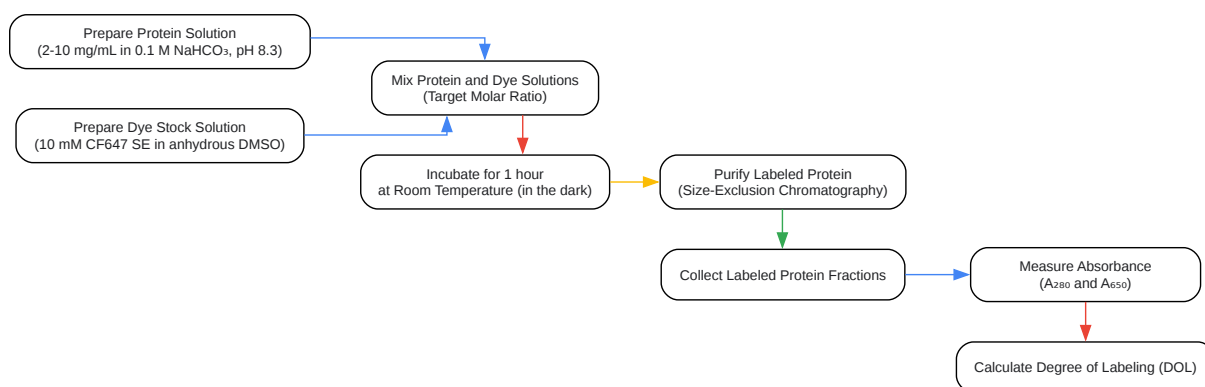 Prepare Protein Solution
(2-10 mg/mL in 0.1 M NaHCO₃, pH 8.3)
Mix Protein and Dye Solutions
(Target Molar Ratio)
Prepare Dye Stock Solution
(10 mM CF647 SE in anhydrous DMSO)
Incubate for 1 hour
at Room Temperature (in the dark)
Purify Labeled Protein
(Size-Exclusion Chromatography)
Collect Labeled Protein Fractions
Measure Absorbance
(A₂₈₀ and A₆₅₀)
Calculate Degree of Labeling (DOL)